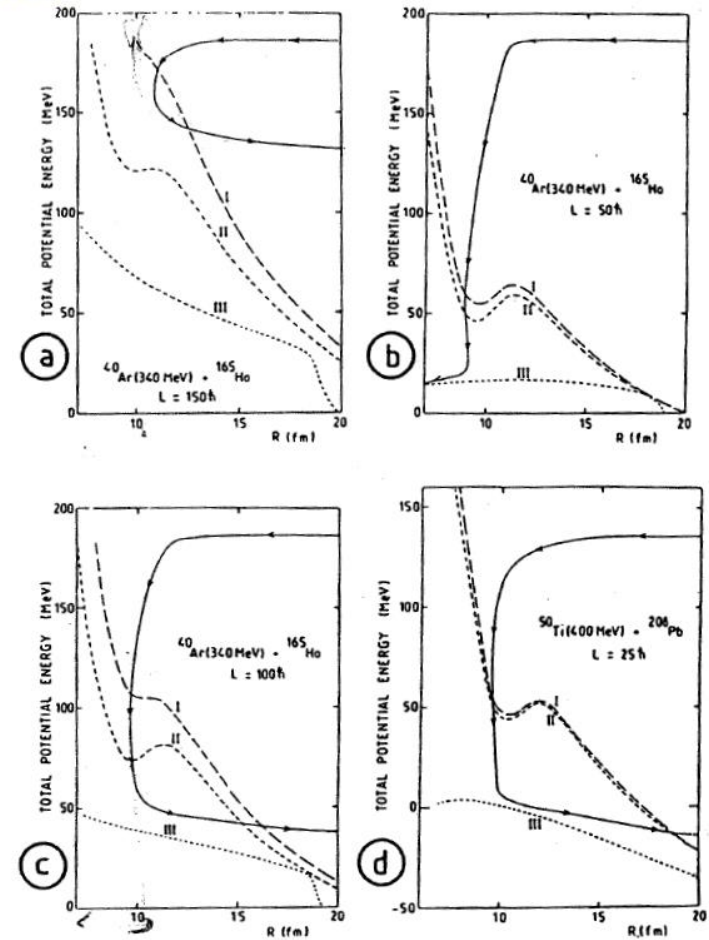 200
150
100
50
0
TOTAL POTENTIAL ENERGY (MeV)
I
II
III
a
40Ar(340 MeV) + 165Ho
L = 150ħ
10
15
20
R (fm)
200
150
100
50
0
TOTAL POTENTIAL ENERGY (MeV)
40Ar(340 MeV) + 165Ho
L = 50ħ
I
II
III
b
10
15
20
R (fm)
200
150
100
50
0
TOTAL POTENTIAL ENERGY (MeV)
40Ar(340 MeV) + 165Ho
L = 100ħ
I
II
III
c
10
15
20
R (fm)
150
100
50
0
-50
TOTAL POTENTIAL ENERGY (MeV)
50Ti(400 MeV) + 208Pb
L = 25ħ
I
II
III
d
10
15
20
R (fm)